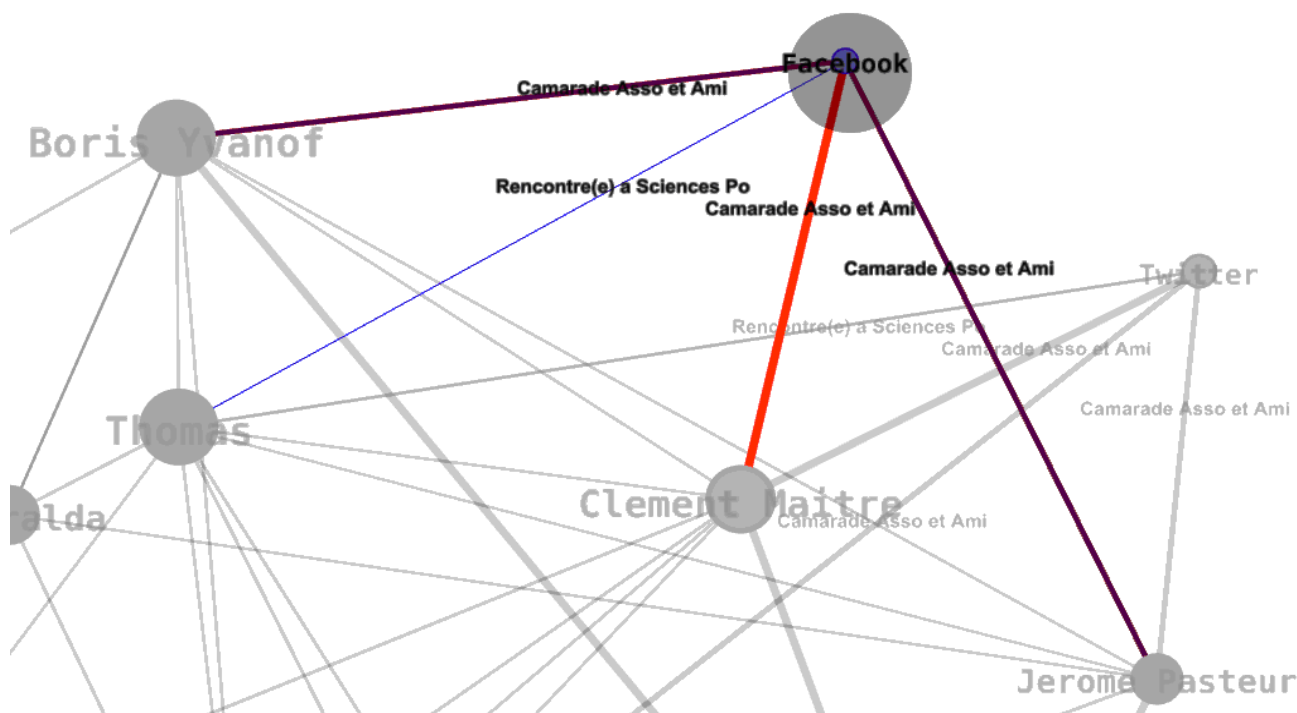 Facebook
Camarade Asso et Ami
Boris Yvanof
Rencontre(e) a Sciences Po
Camarade Asso et Ami
Camarade Asso et Ami
Twitter
Rencontre(e) a Sciences Po
Camarade Asso et Ami
Camarade Asso et Ami
Thomas
Clement Maitre
ralda
Camarade Asso et Ami
Jerome Pasteur